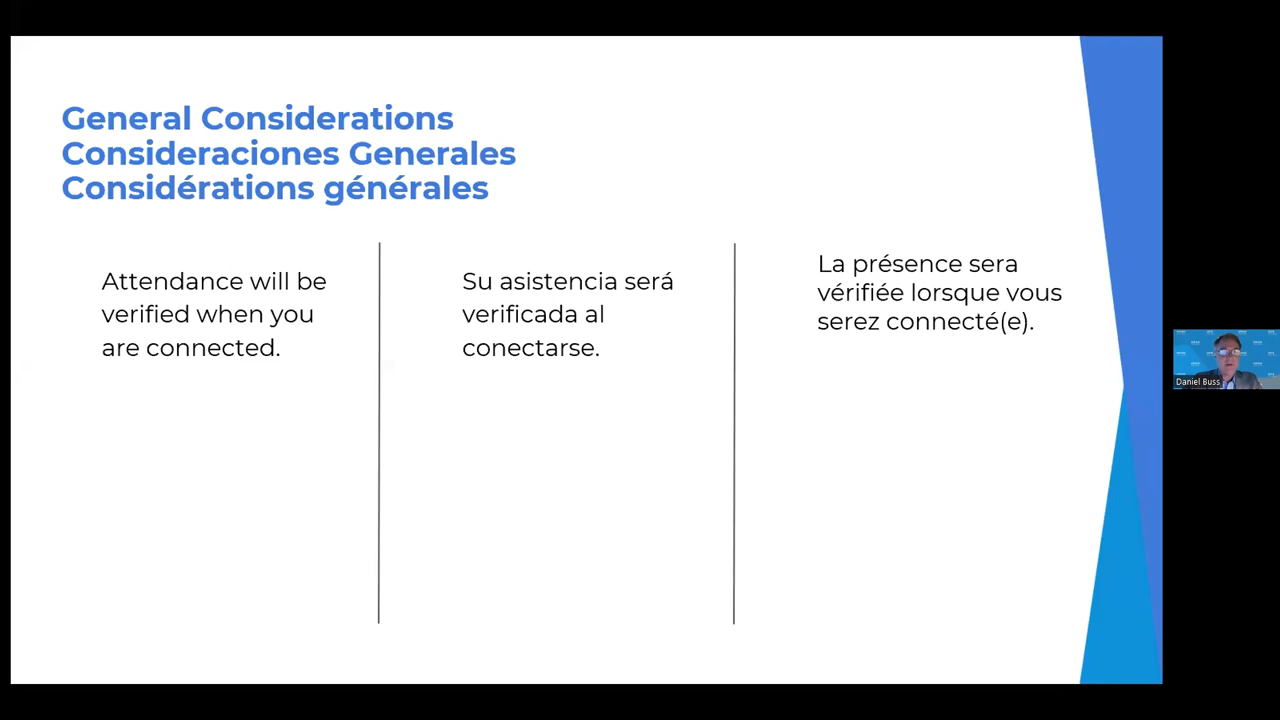 General Considerations
Consideraciones Generales
Considérations générales
Attendance will be
verified when you
are connected.
Su asistencia será
verificada al
conectarse.
La présence sera
vérifiée lorsque vous
serez connecté(e).
Daniel Buss